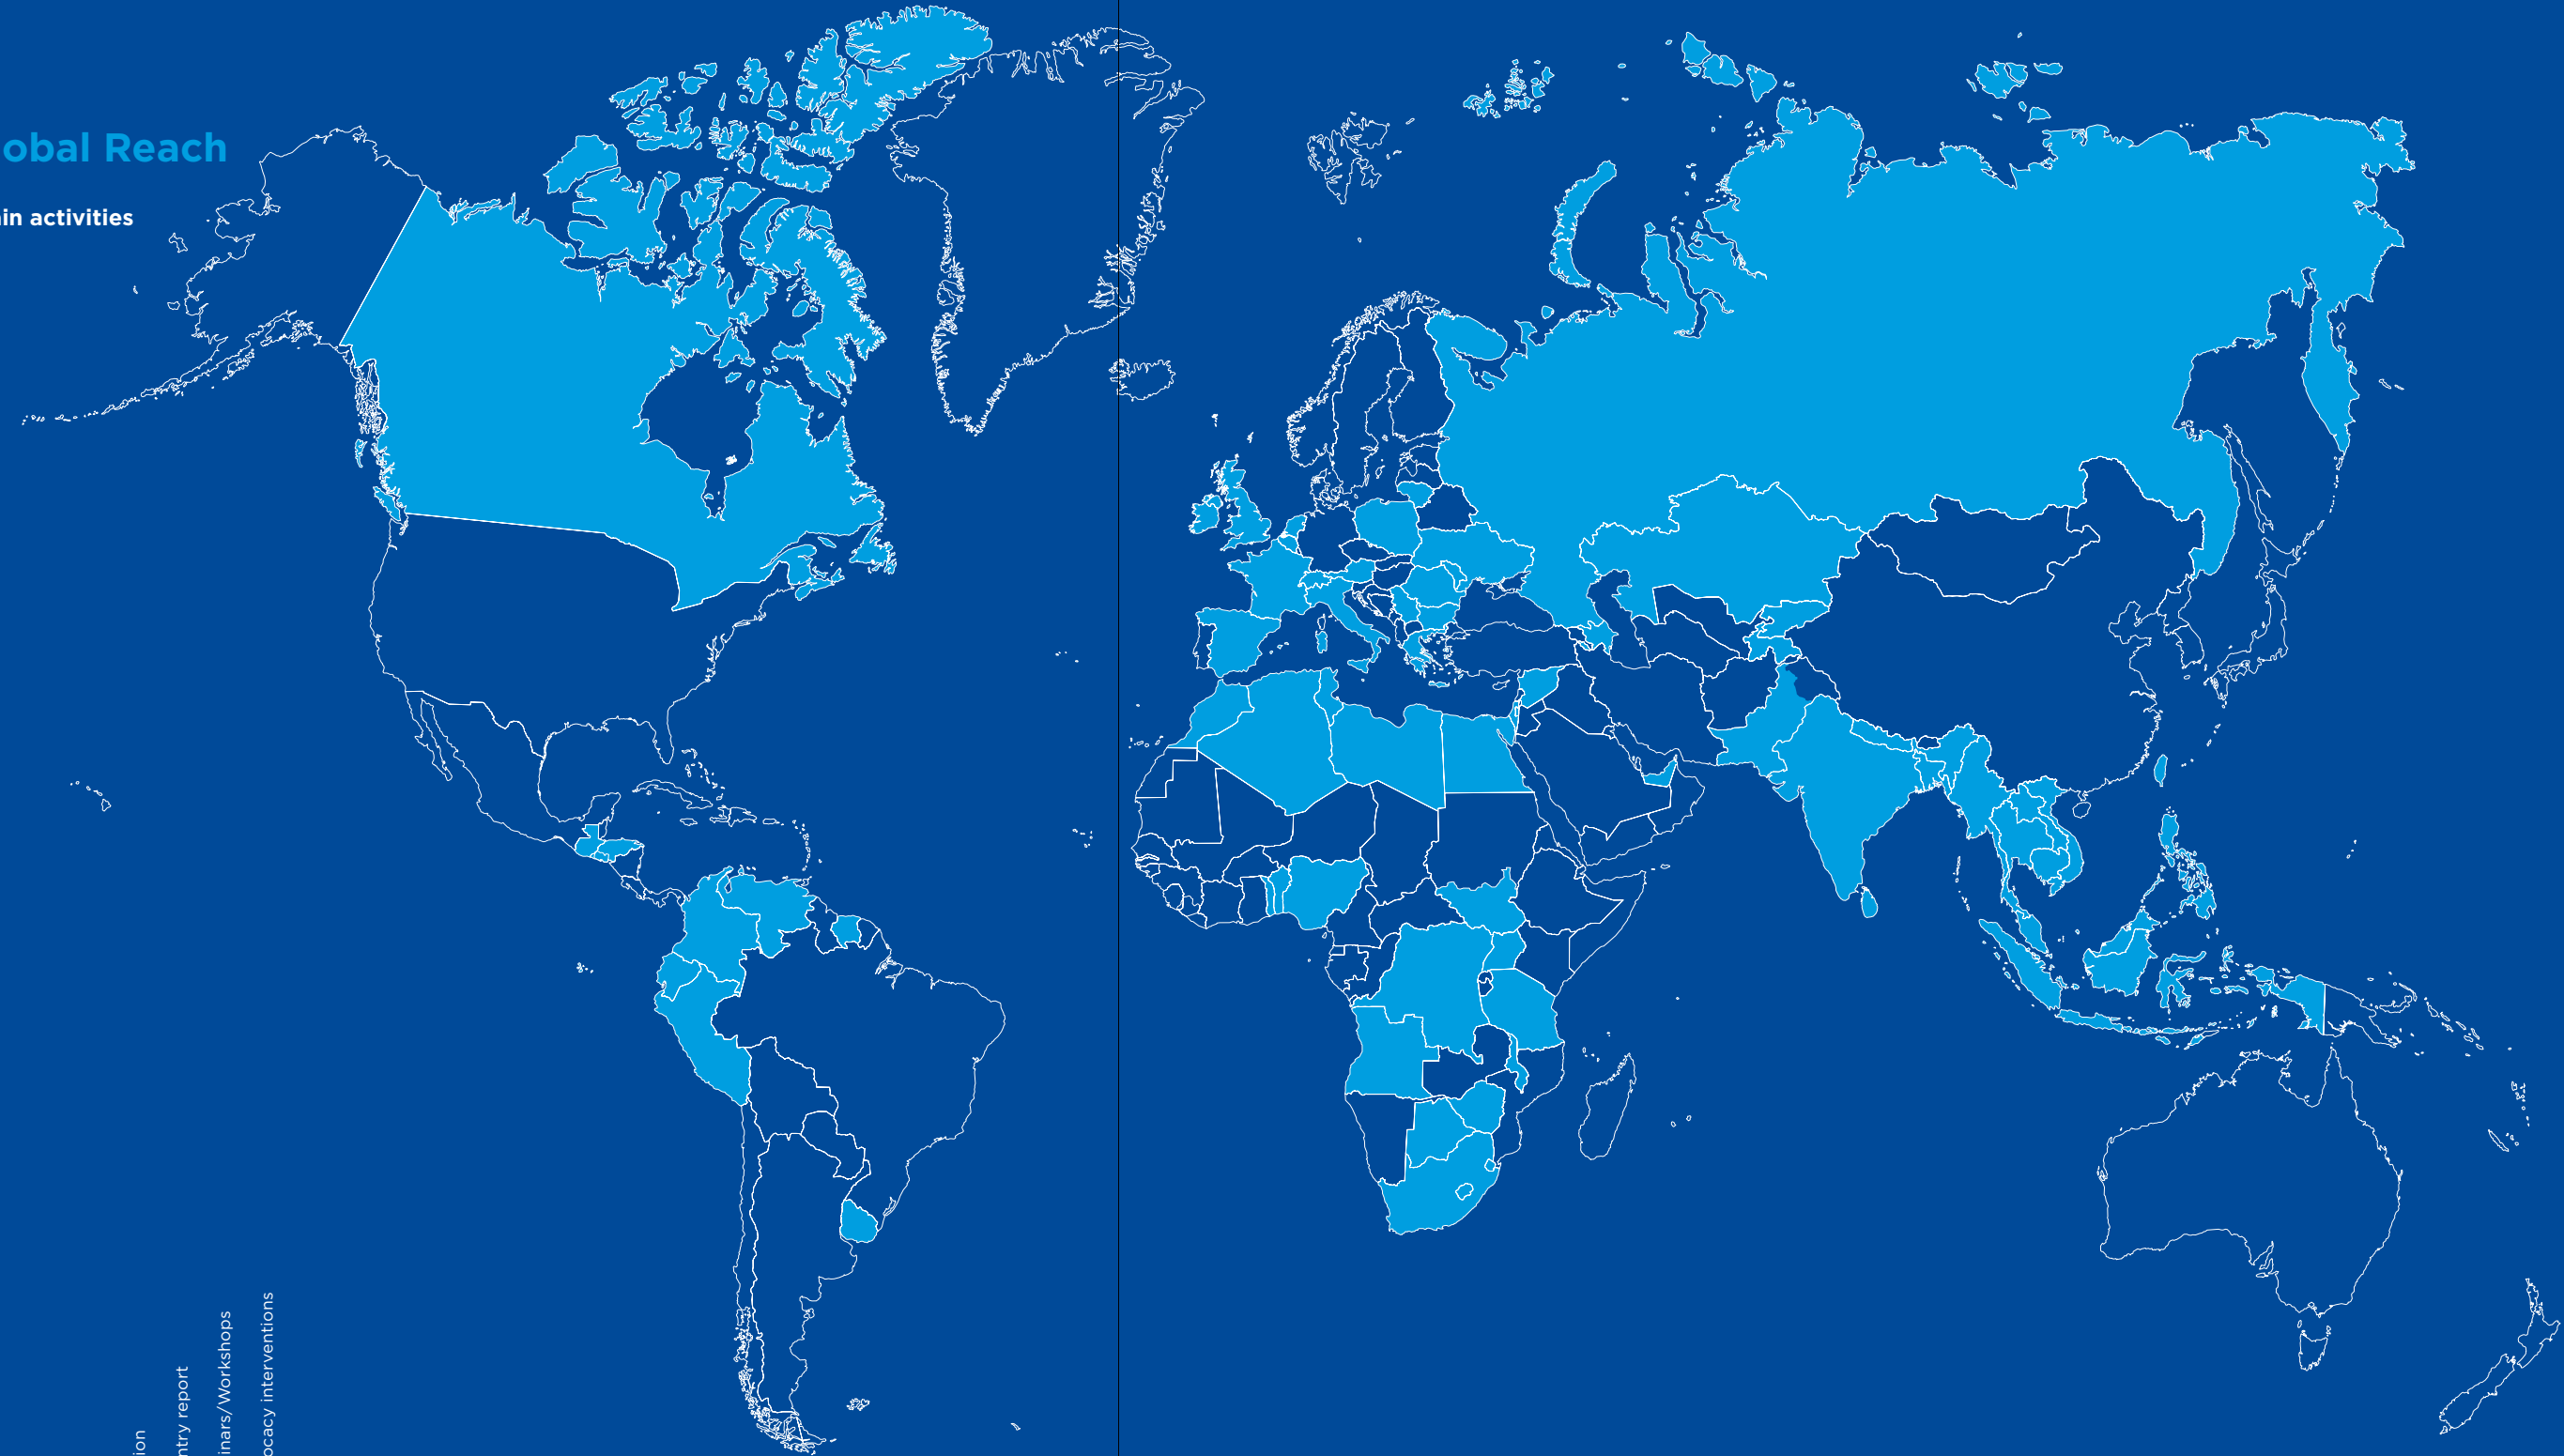 obal Reach
in activities
ion
ntry report
inars/Workshops
ocacy interventions